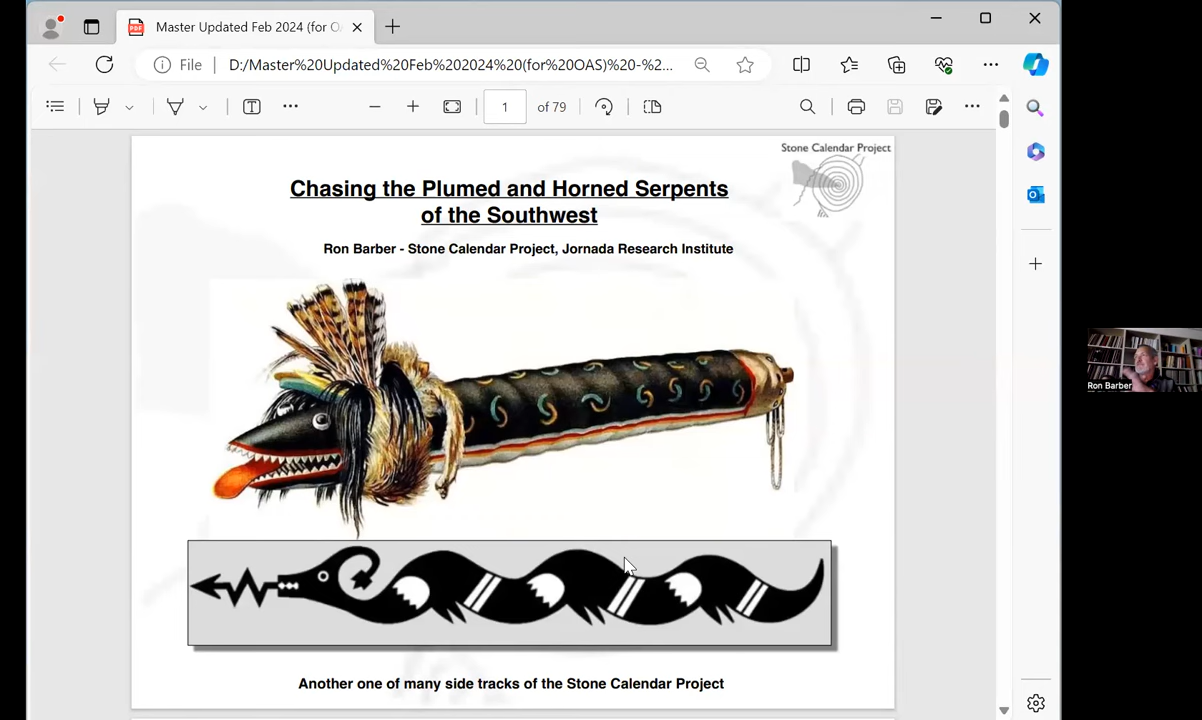 Master Updated Feb 2024 (for O
File
D:/Master%20Updated%20Feb%202024%20(for%20OAS)%20-%2...
1
of 79
Stone Calendar Project
Chasing the Plumed and Horned Serpents
of the Southwest
Ron Barber - Stone Calendar Project, Jornada Research Institute
Another one of many side tracks of the Stone Calendar Project
Ron Barber